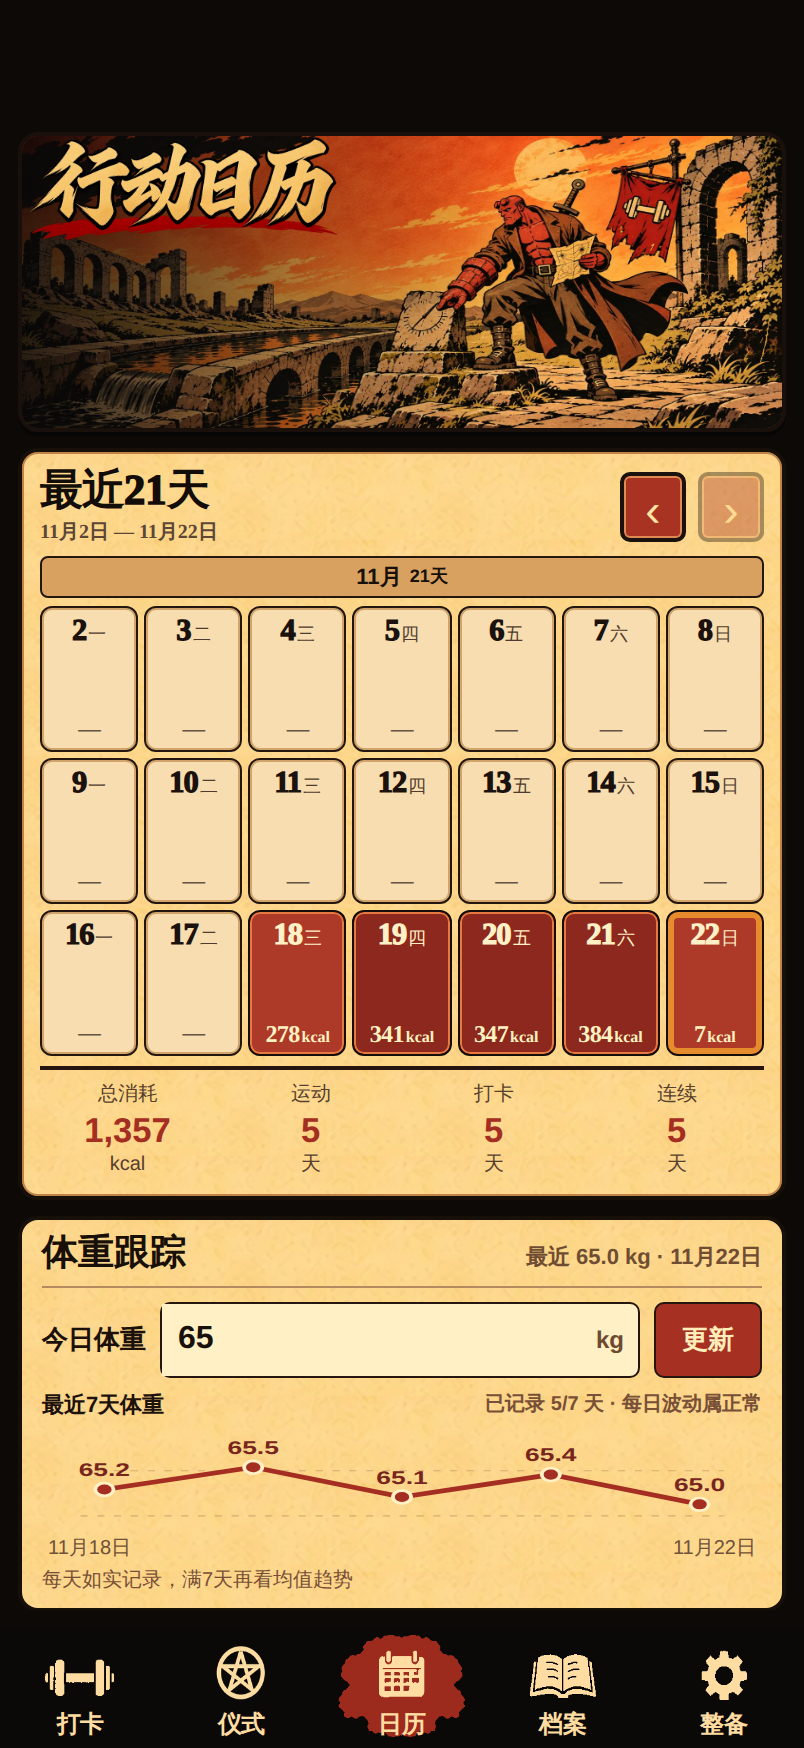 行动日历
最近21天
11月2日 — 11月22日
‹ ›
11月 21天
2一 3二 4三 5四 6五 7六 8日
— — — — — — —
9一 10二 11三 12四 13五 14六 15日
— — — — — — —
16一 17二 18三 19四 20五 21六 22日
— — 278kcal 341kcal 347kcal 384kcal 7kcal
总消耗 运动 打卡 连续
1,357 5 5 5
kcal 天 天 天
体重跟踪 最近 65.0 kg · 11月22日
今日体重 65 kg 更新
最近7天体重 已记录 5/7 天 · 每日波动属正常
65.2 65.5 65.1 65.4 65.0
11月18日 11月22日
每天如实记录，满7天再看均值趋势
打卡 仪式 日历 档案 整备